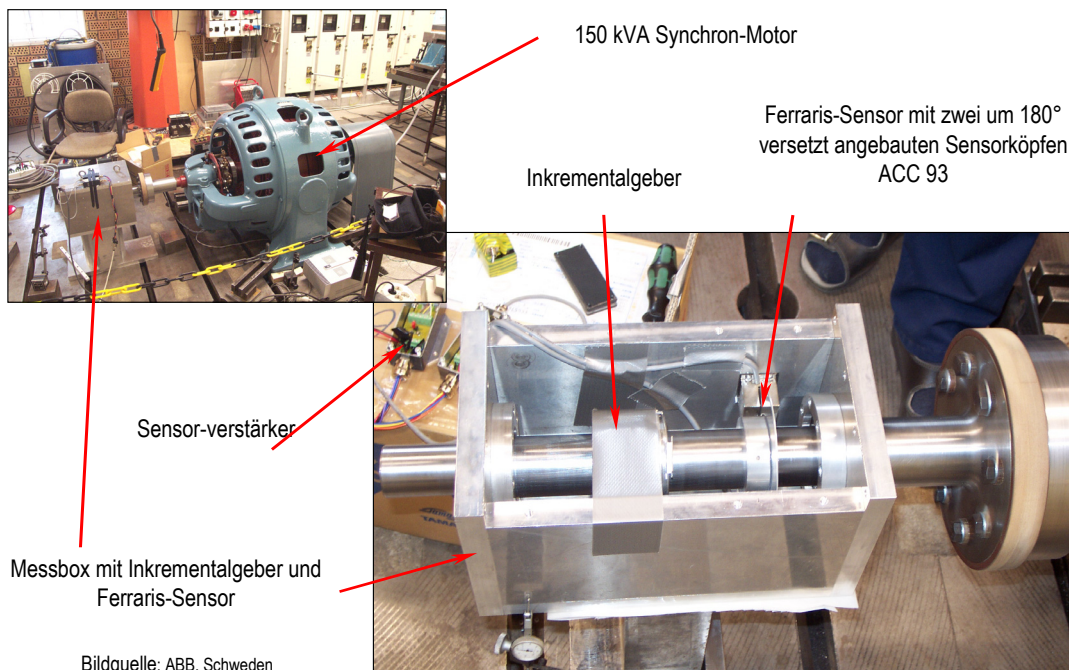 150 kVA Synchron-Motor
Ferraris-Sensor mit zwei um 180°
versetzt angebauten Sensorköpfen
ACC 93
Inkrementalgeber
Sensor-verstärker
Messbox mit Inkrementalgeber und
Ferraris-Sensor
Bildquelle: ABB, Schweden